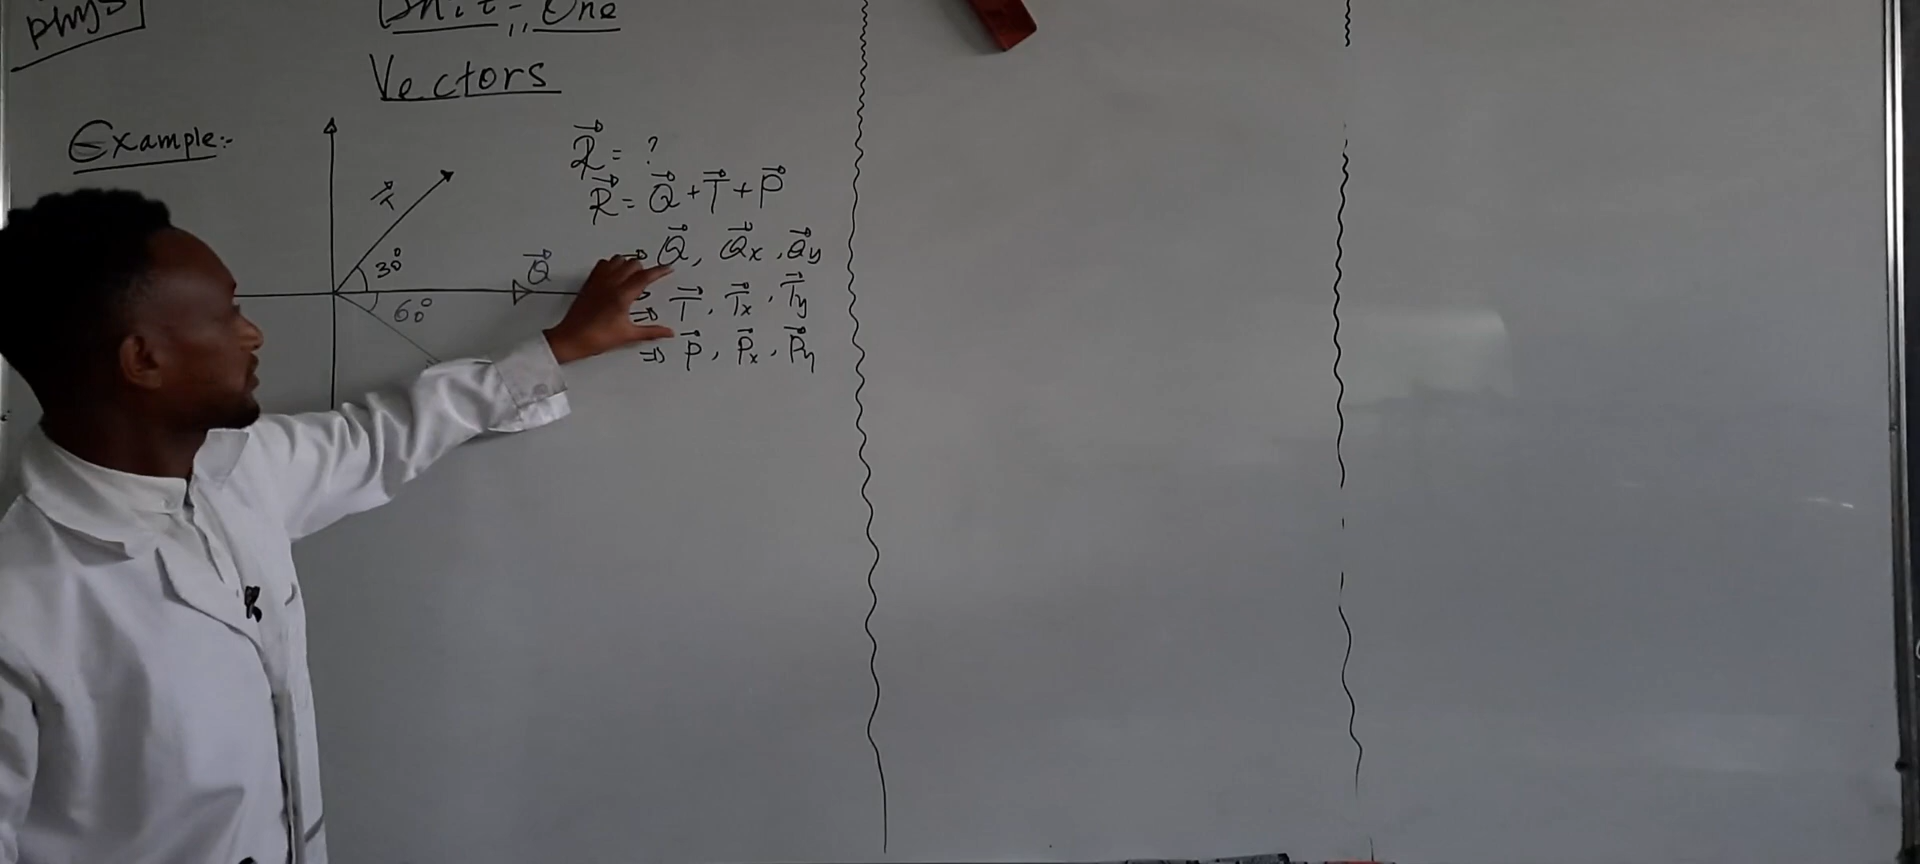 phys
Unit - One
Vectors
Example:-
R⃗ = ?
R⃗ = Q⃗ + T⃗ + P⃗
T⃗
30°
Q⃗
60°
⇒ Q⃗, Q⃗x, Q⃗y
⇒ T⃗, T⃗x, T⃗y
⇒ P⃗, P⃗x, P⃗y